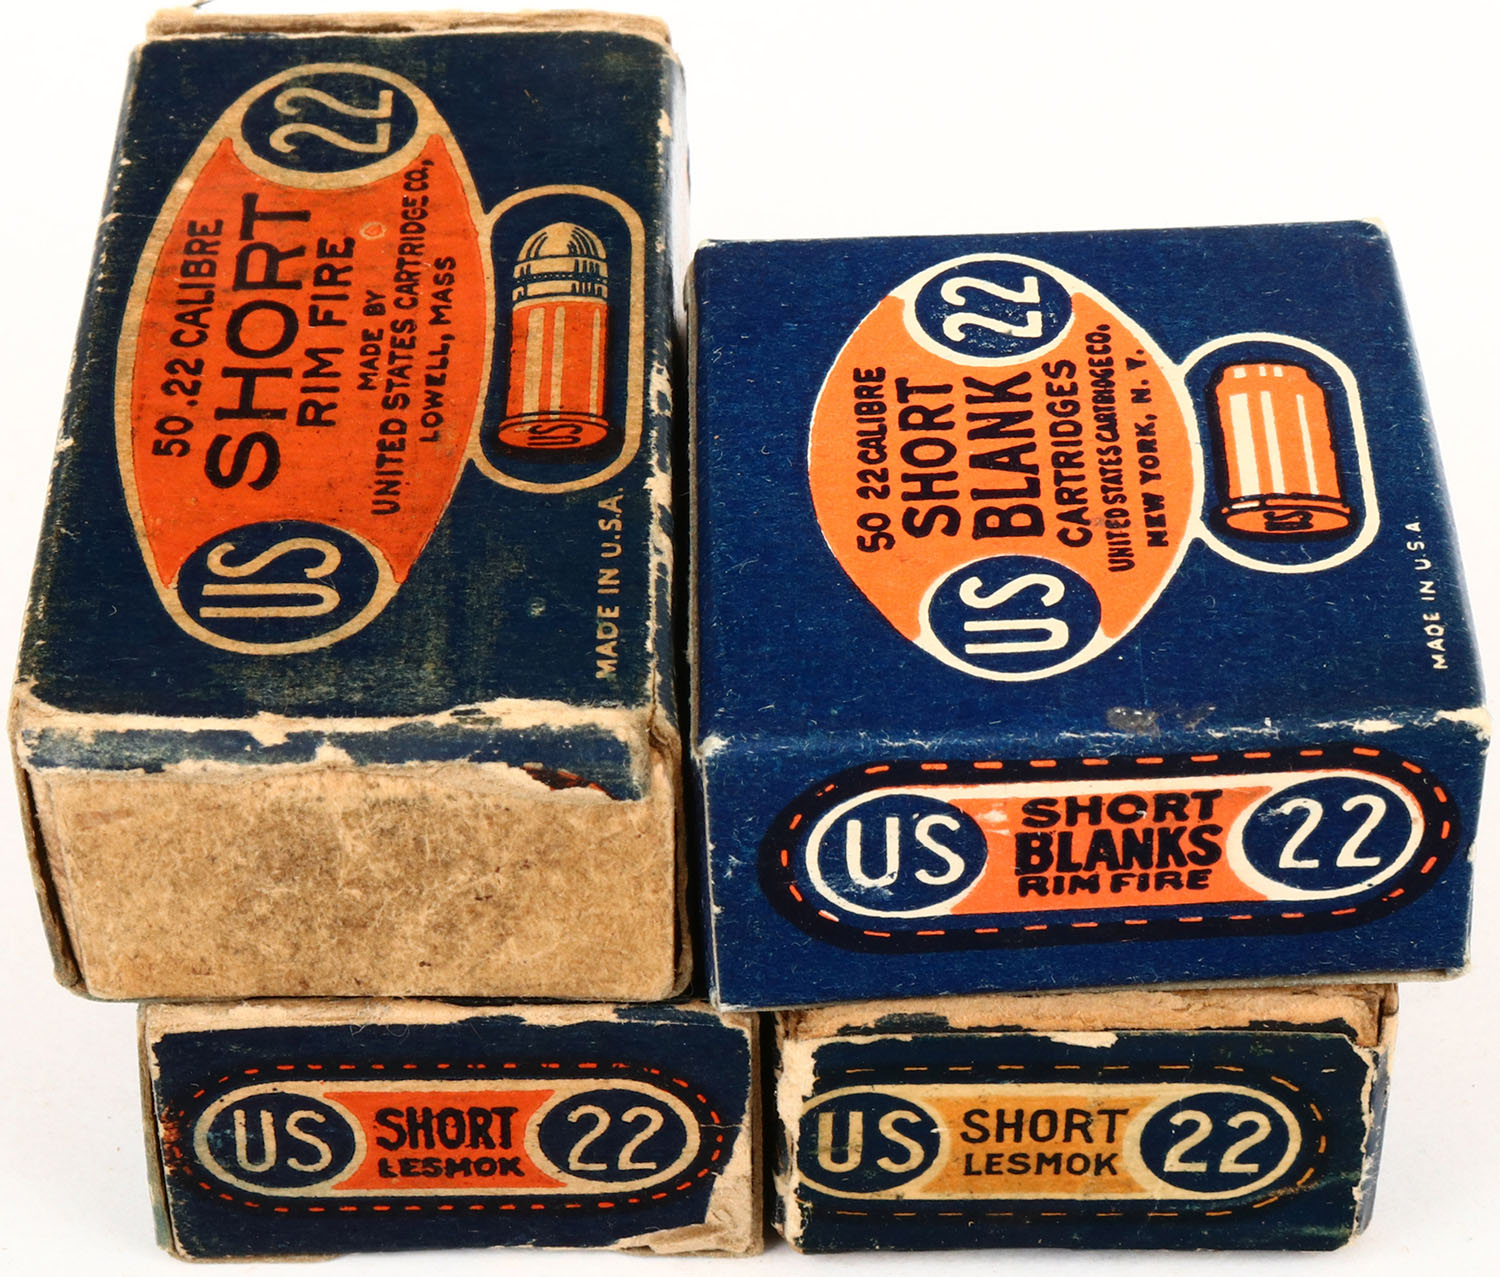 22
50 .22 CALIBRE
SHORT
RIM FIRE
MADE BY
UNITED STATES CARTRIDGE CO,
LOWELL, MASS
US
US
MADE IN U.S.A.
22
50 22 CALIBRE
SHORT
BLANK
CARTRIDGES
UNITED STATES CARTRIDGE CO.
NEW YORK, N.Y.
US
US
MADE IN U.S.A.
US SHORT 22
BLANKS
RIM FIRE
US SHORT 22
LESMOK
US SHORT 22
LESMOK